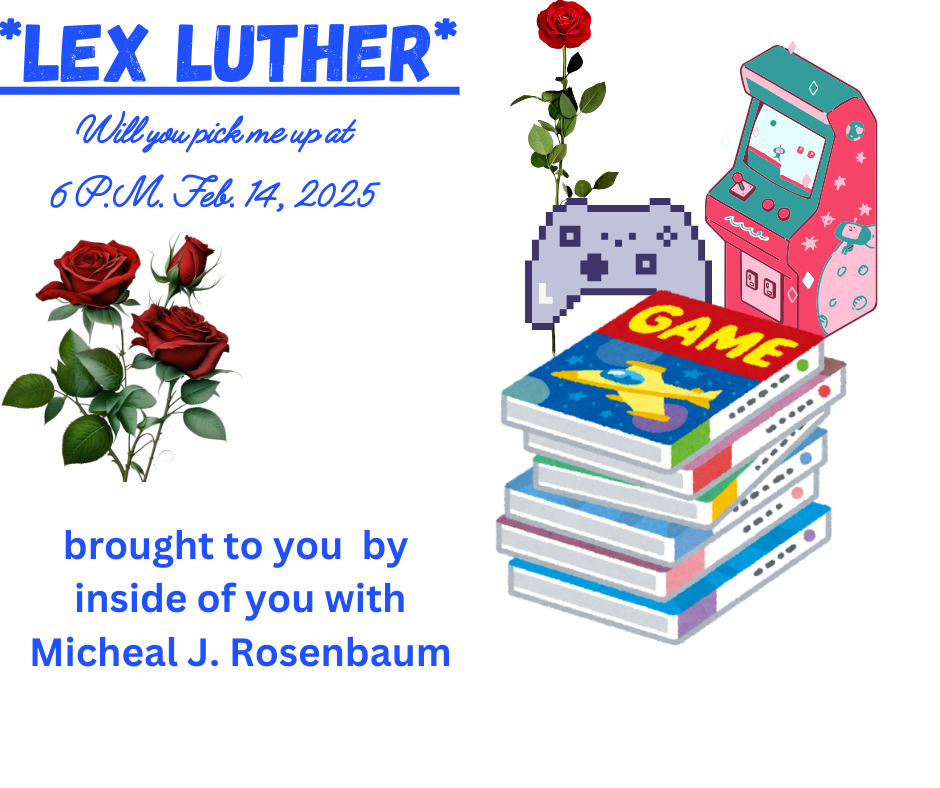 *LEX LUTHER*
Will you pick me up at
6 P.M. Feb. 14, 2025
GAME
brought to you by
inside of you with
Micheal J. Rosenbaum